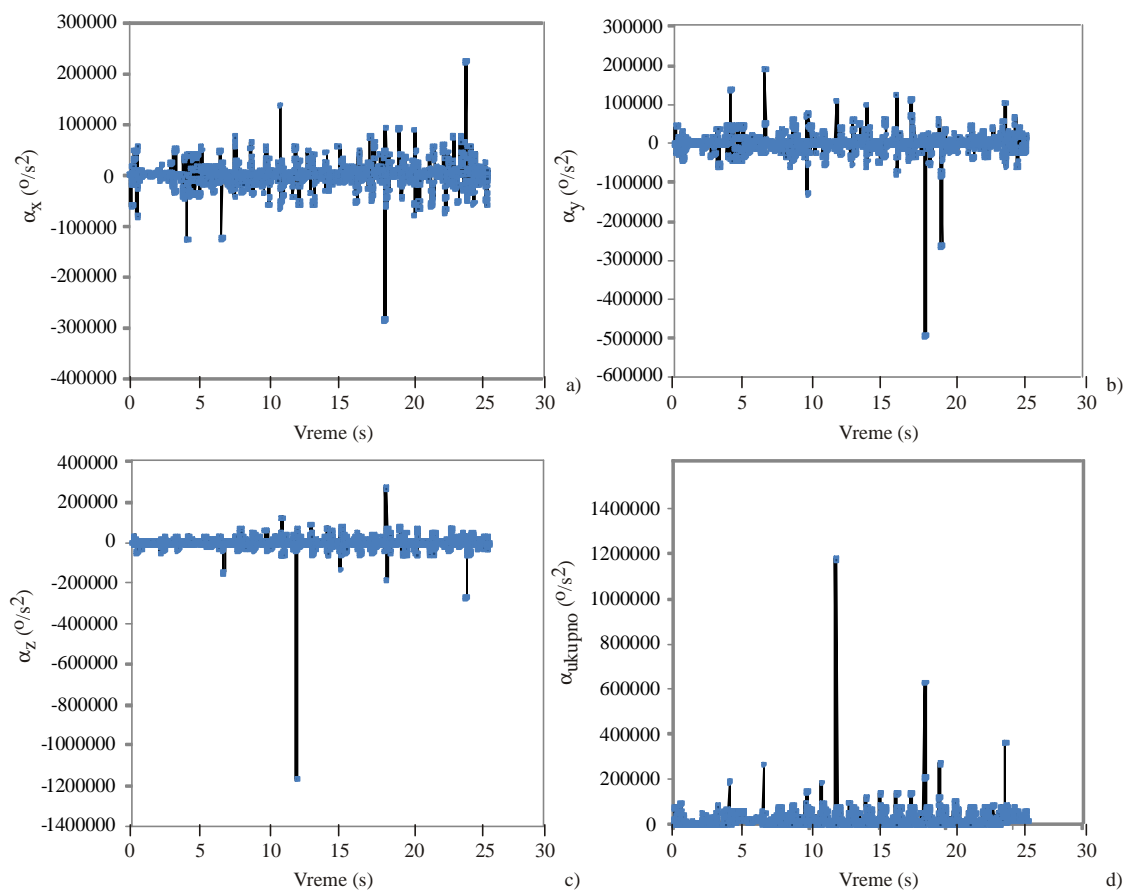 300000
200000
100000
0
-100000
-200000
-300000
-400000
αx (º/s2)
0 5 10 15 20 25 30
Vreme (s)
a)
300000
200000
100000
0
-100000
-200000
-300000
-400000
-500000
-600000
αy (º/s2)
0 5 10 15 20 25 30
Vreme (s)
b)
400000
200000
0
-200000
-400000
-600000
-800000
-1000000
-1200000
-1400000
αz (º/s2)
0 5 10 15 20 25 30
Vreme (s)
c)
1400000
1200000
1000000
800000
600000
400000
200000
0
αukupno (º/s2)
0 5 10 15 20 25 30
Vreme (s)
d)